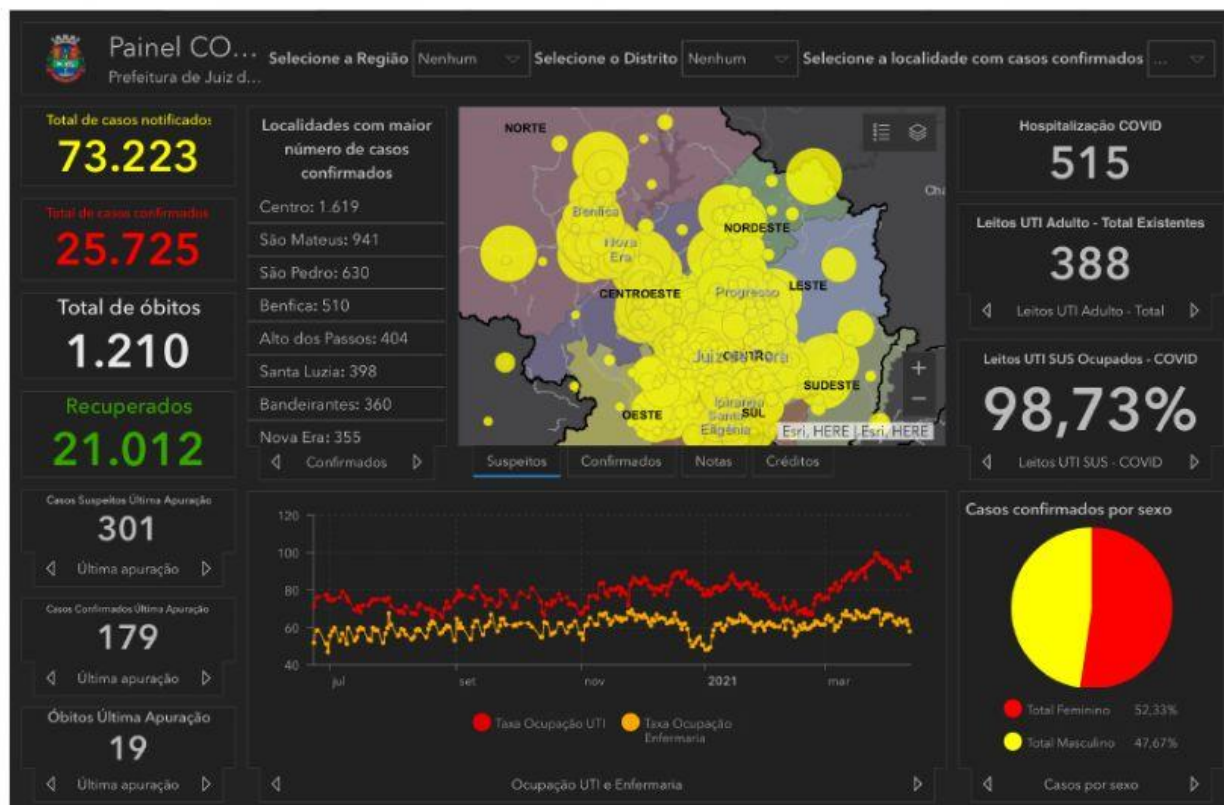 Painel CO...
Prefeitura de Juiz d...
Selecione a Região Nenhum
Selecione o Distrito Nenhum
Selecione a localidade com casos confirmados ...
Total de casos notificados
73.223
Total de casos confirmados
25.725
Total de óbitos
1.210
Recuperados
21.012
Casos Suspeitos Última Apuração
301
Última apuração
Casos Confirmados Última Apuração
179
Última apuração
Óbitos Última Apuração
19
Última apuração
Localidades com maior
número de casos
confirmados
Centro: 1.619
São Mateus: 941
São Pedro: 630
Benfica: 510
Alto dos Passos: 404
Santa Luzia: 398
Bandeirantes: 360
Nova Era: 355
Confirmados
NORTE
Benfica
Nova
Era
NORDESTE
CENTROESTE
Progresso
LESTE
Cha
Juiz de Fora
CENTRO
SUDESTE
OESTE
Ipiranga
Santa
SUL
Efigênia
Esri, HERE | Esri, HERE
Suspeitos
Confirmados
Notas
Créditos
120
100
80
60
40
jul
set
nov
2021
mar
Taxa Ocupação UTI
Taxa Ocupação
Enfermaria
Ocupação UTI e Enfermaria
Hospitalização COVID
515
Leitos UTI Adulto - Total Existentes
388
Leitos UTI Adulto - Total
Leitos UTI SUS Ocupados - COVID
98,73%
Leitos UTI SUS - COVID
Casos confirmados por sexo
Total Feminino 52,33%
Total Masculino 47,67%
Casos por sexo